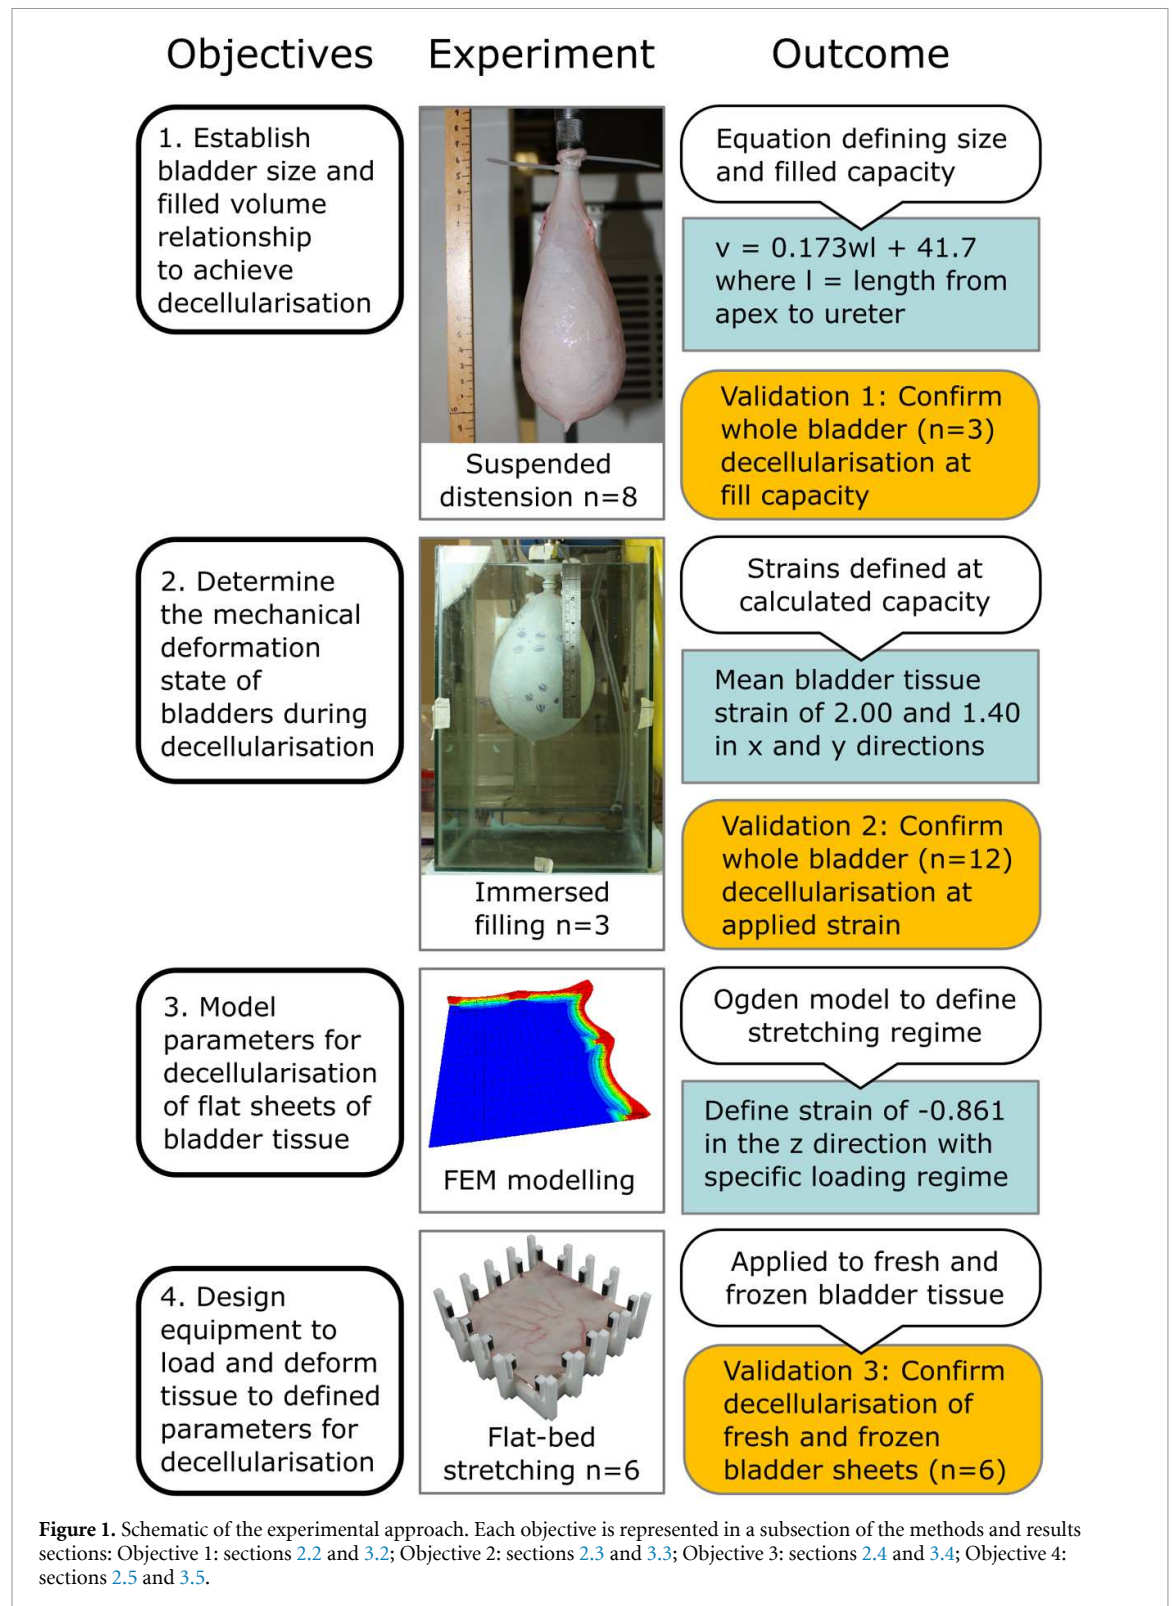 Objectives
Experiment
Outcome
1. Establish
bladder size and
filled volume
relationship
to achieve
decellularisation
Suspended
distension n=8
Equation defining size
and filled capacity
v = 0.173wl + 41.7
where l = length from
apex to ureter
Validation 1: Confirm
whole bladder (n=3)
decellularisation at
fill capacity
2. Determine
the mechanical
deformation
state of
bladders during
decellularisation
Immersed
filling n=3
Strains defined at
calculated capacity
Mean bladder tissue
strain of 2.00 and 1.40
in x and y directions
Validation 2: Confirm
whole bladder (n=12)
decellularisation at
applied strain
3. Model
parameters for
decellularisation
of flat sheets of
bladder tissue
FEM modelling
Ogden model to define
stretching regime
Define strain of -0.861
in the z direction with
specific loading regime
4. Design
equipment to
load and deform
tissue to defined
parameters for
decellularisation
Flat-bed
stretching n=6
Applied to fresh and
frozen bladder tissue
Validation 3: Confirm
decellularisation of
fresh and frozen
bladder sheets (n=6)
Figure 1. Schematic of the experimental approach. Each objective is represented in a subsection of the methods and results
sections: Objective 1: sections 2.2 and 3.2; Objective 2: sections 2.3 and 3.3; Objective 3: sections 2.4 and 3.4; Objective 4:
sections 2.5 and 3.5.